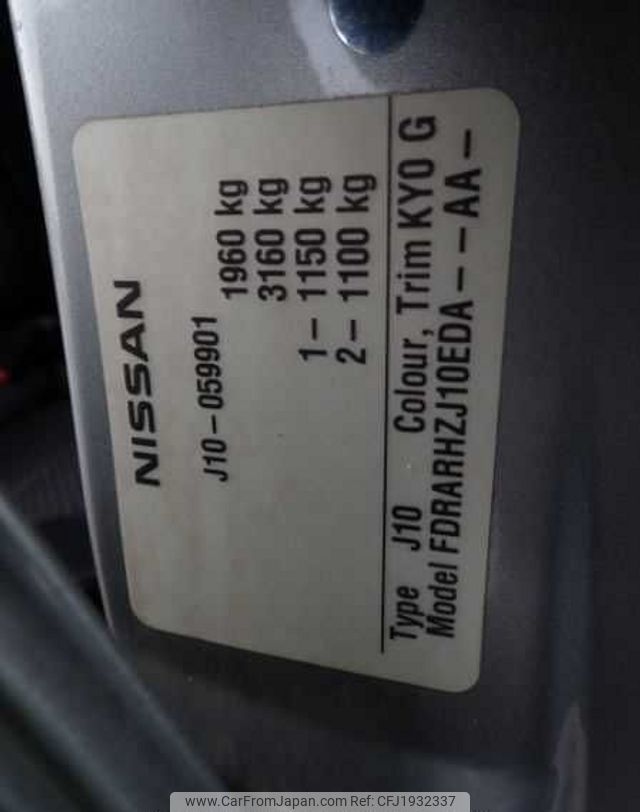 NISSAN
J10-059901
1960 kg
3160 kg
1- 1150 kg
2- 1100 kg
Type J10 Colour, Trim KY0 G
Model FDRARHZJ10EDA--AA-
www.CarFromJapan.com Ref: CFJ1932337